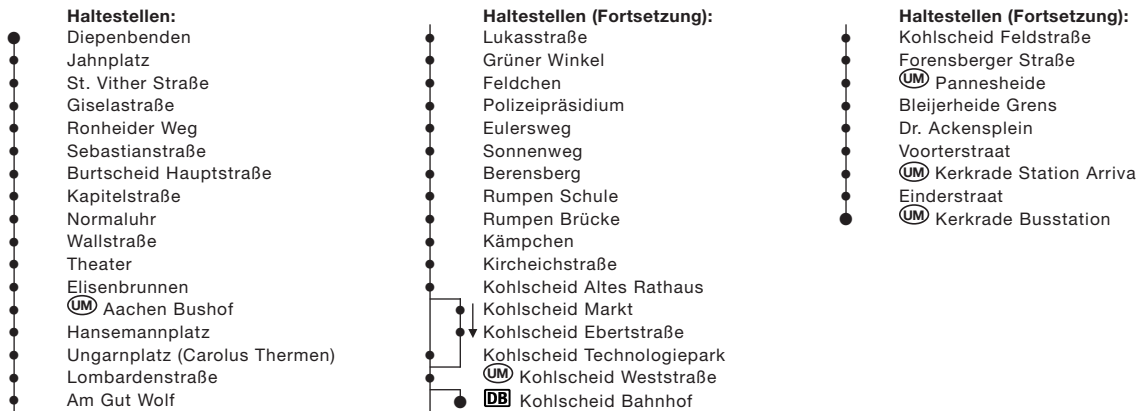 Haltestellen:
Diepenbenden
Jahnplatz
St. Vither Straße
Giselastraße
Ronheider Weg
Sebastianstraße
Burtscheid Hauptstraße
Kapitelstraße
Normaluhr
Wallstraße
Theater
Elisenbrunnen
UM Aachen Bushof
Hansemannplatz
Ungarnplatz (Carolus Thermen)
Lombardenstraße
Am Gut Wolf
Haltestellen (Fortsetzung):
Lukasstraße
Grüner Winkel
Feldchen
Polizeipräsidium
Eulersweg
Sonnenweg
Berensberg
Rumpen Schule
Rumpen Brücke
Kämpchen
Kircheichstraße
Kohlscheid Altes Rathaus
Kohlscheid Markt
Kohlscheid Ebertstraße
Kohlscheid Technologiepark
UM Kohlscheid Weststraße
DB Kohlscheid Bahnhof
Haltestellen (Fortsetzung):
Kohlscheid Feldstraße
Forensberger Straße
UM Pannesheide
Bleijerheide Grens
Dr. Ackensplein
Voorterstraat
UM Kerkrade Station Arriva
Einderstraat
UM Kerkrade Busstation